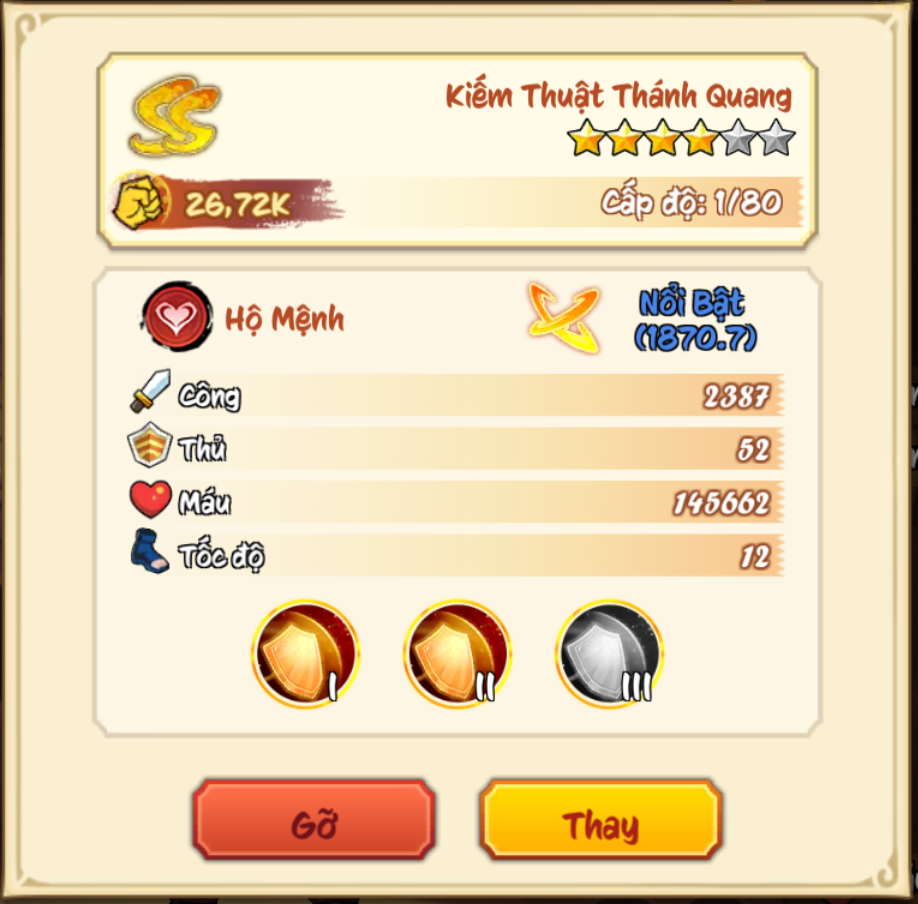 SS
Kiếm Thuật Thánh Quang
26,72K
Cấp độ: 1/80
Hộ Mệnh
Nổi Bật
(1870.7)
Công 2387
Thủ 52
Máu 145662
Tốc độ 12
I II III
Gỡ Thay